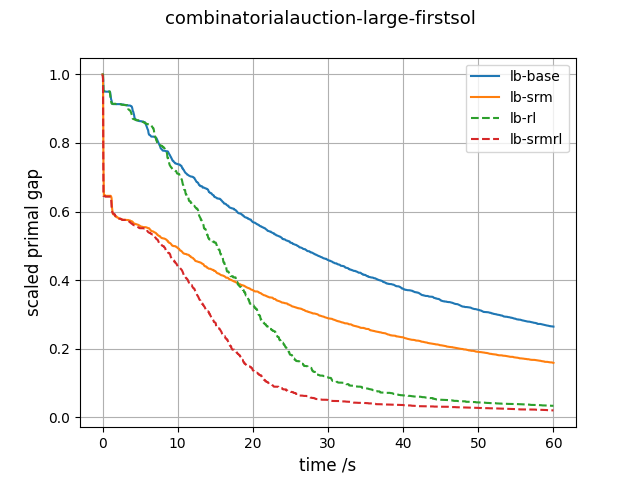 combinatorialauction-large-firstsol
scaled primal gap
1.0
0.8
0.6
0.4
0.2
0.0
lb-base
lb-srm
lb-rl
lb-srmrl
0 10 20 30 40 50 60
time /s